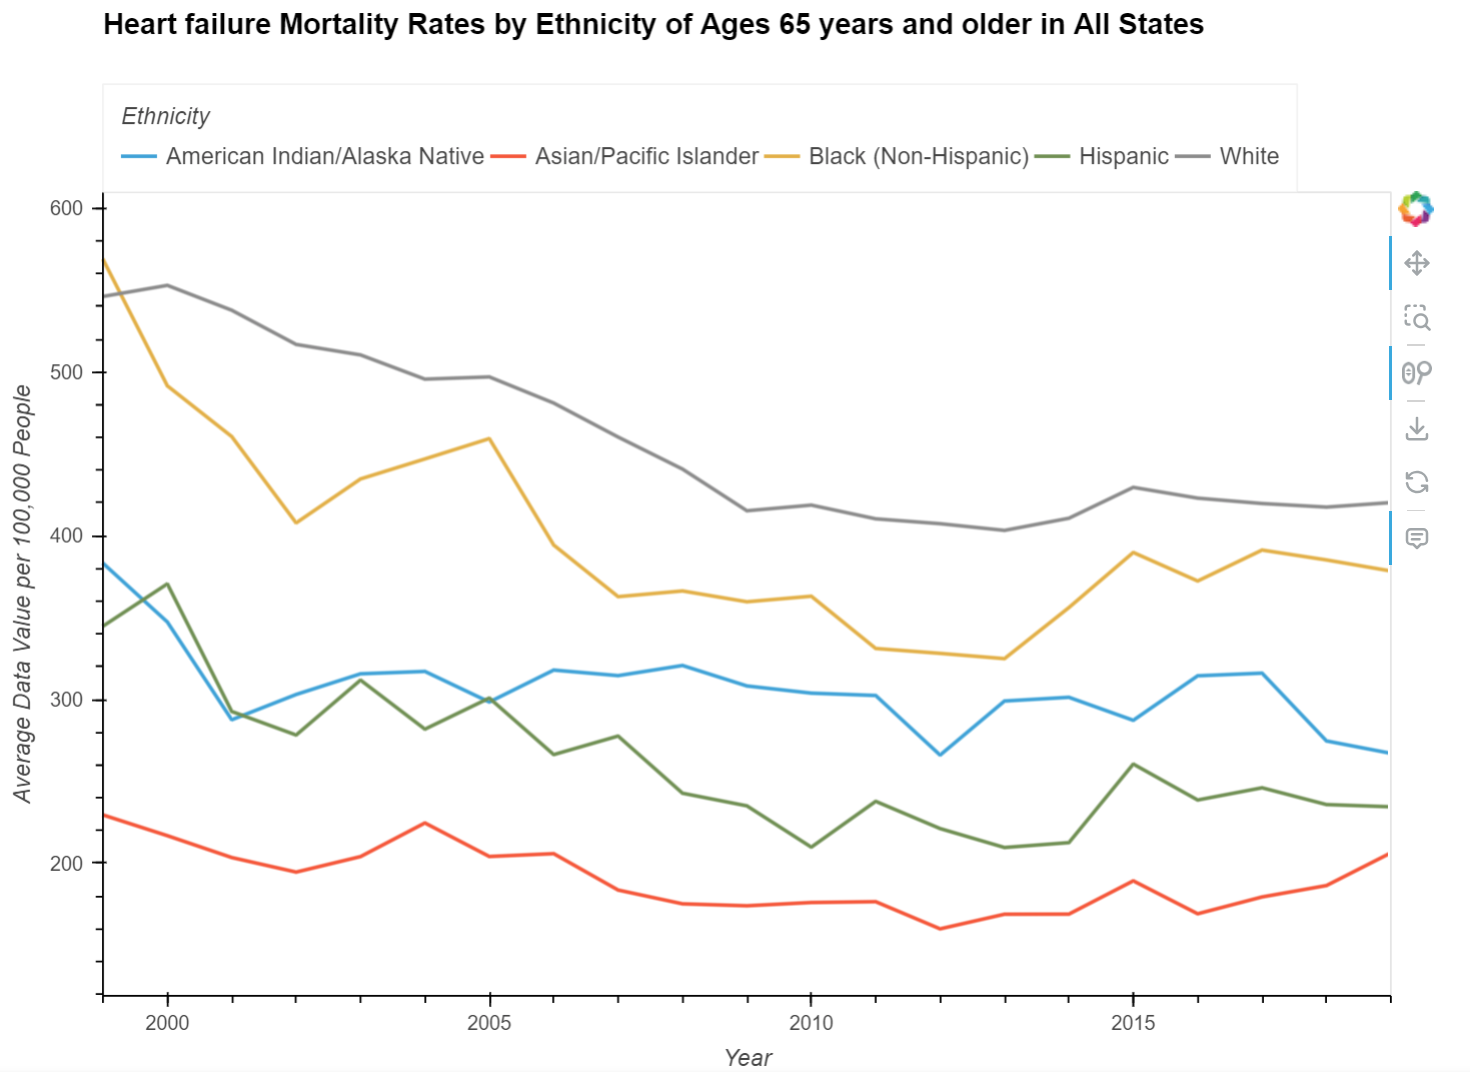 Heart failure Mortality Rates by Ethnicity of Ages 65 years and older in All States
Ethnicity
American Indian/Alaska Native Asian/Pacific Islander Black (Non-Hispanic) Hispanic White
600
500
400
300
200
Average Data Value per 100,000 People
2000 2005 2010 2015
Year